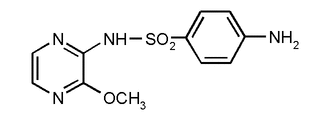 N NH SO₂ NH₂
N OCH₃